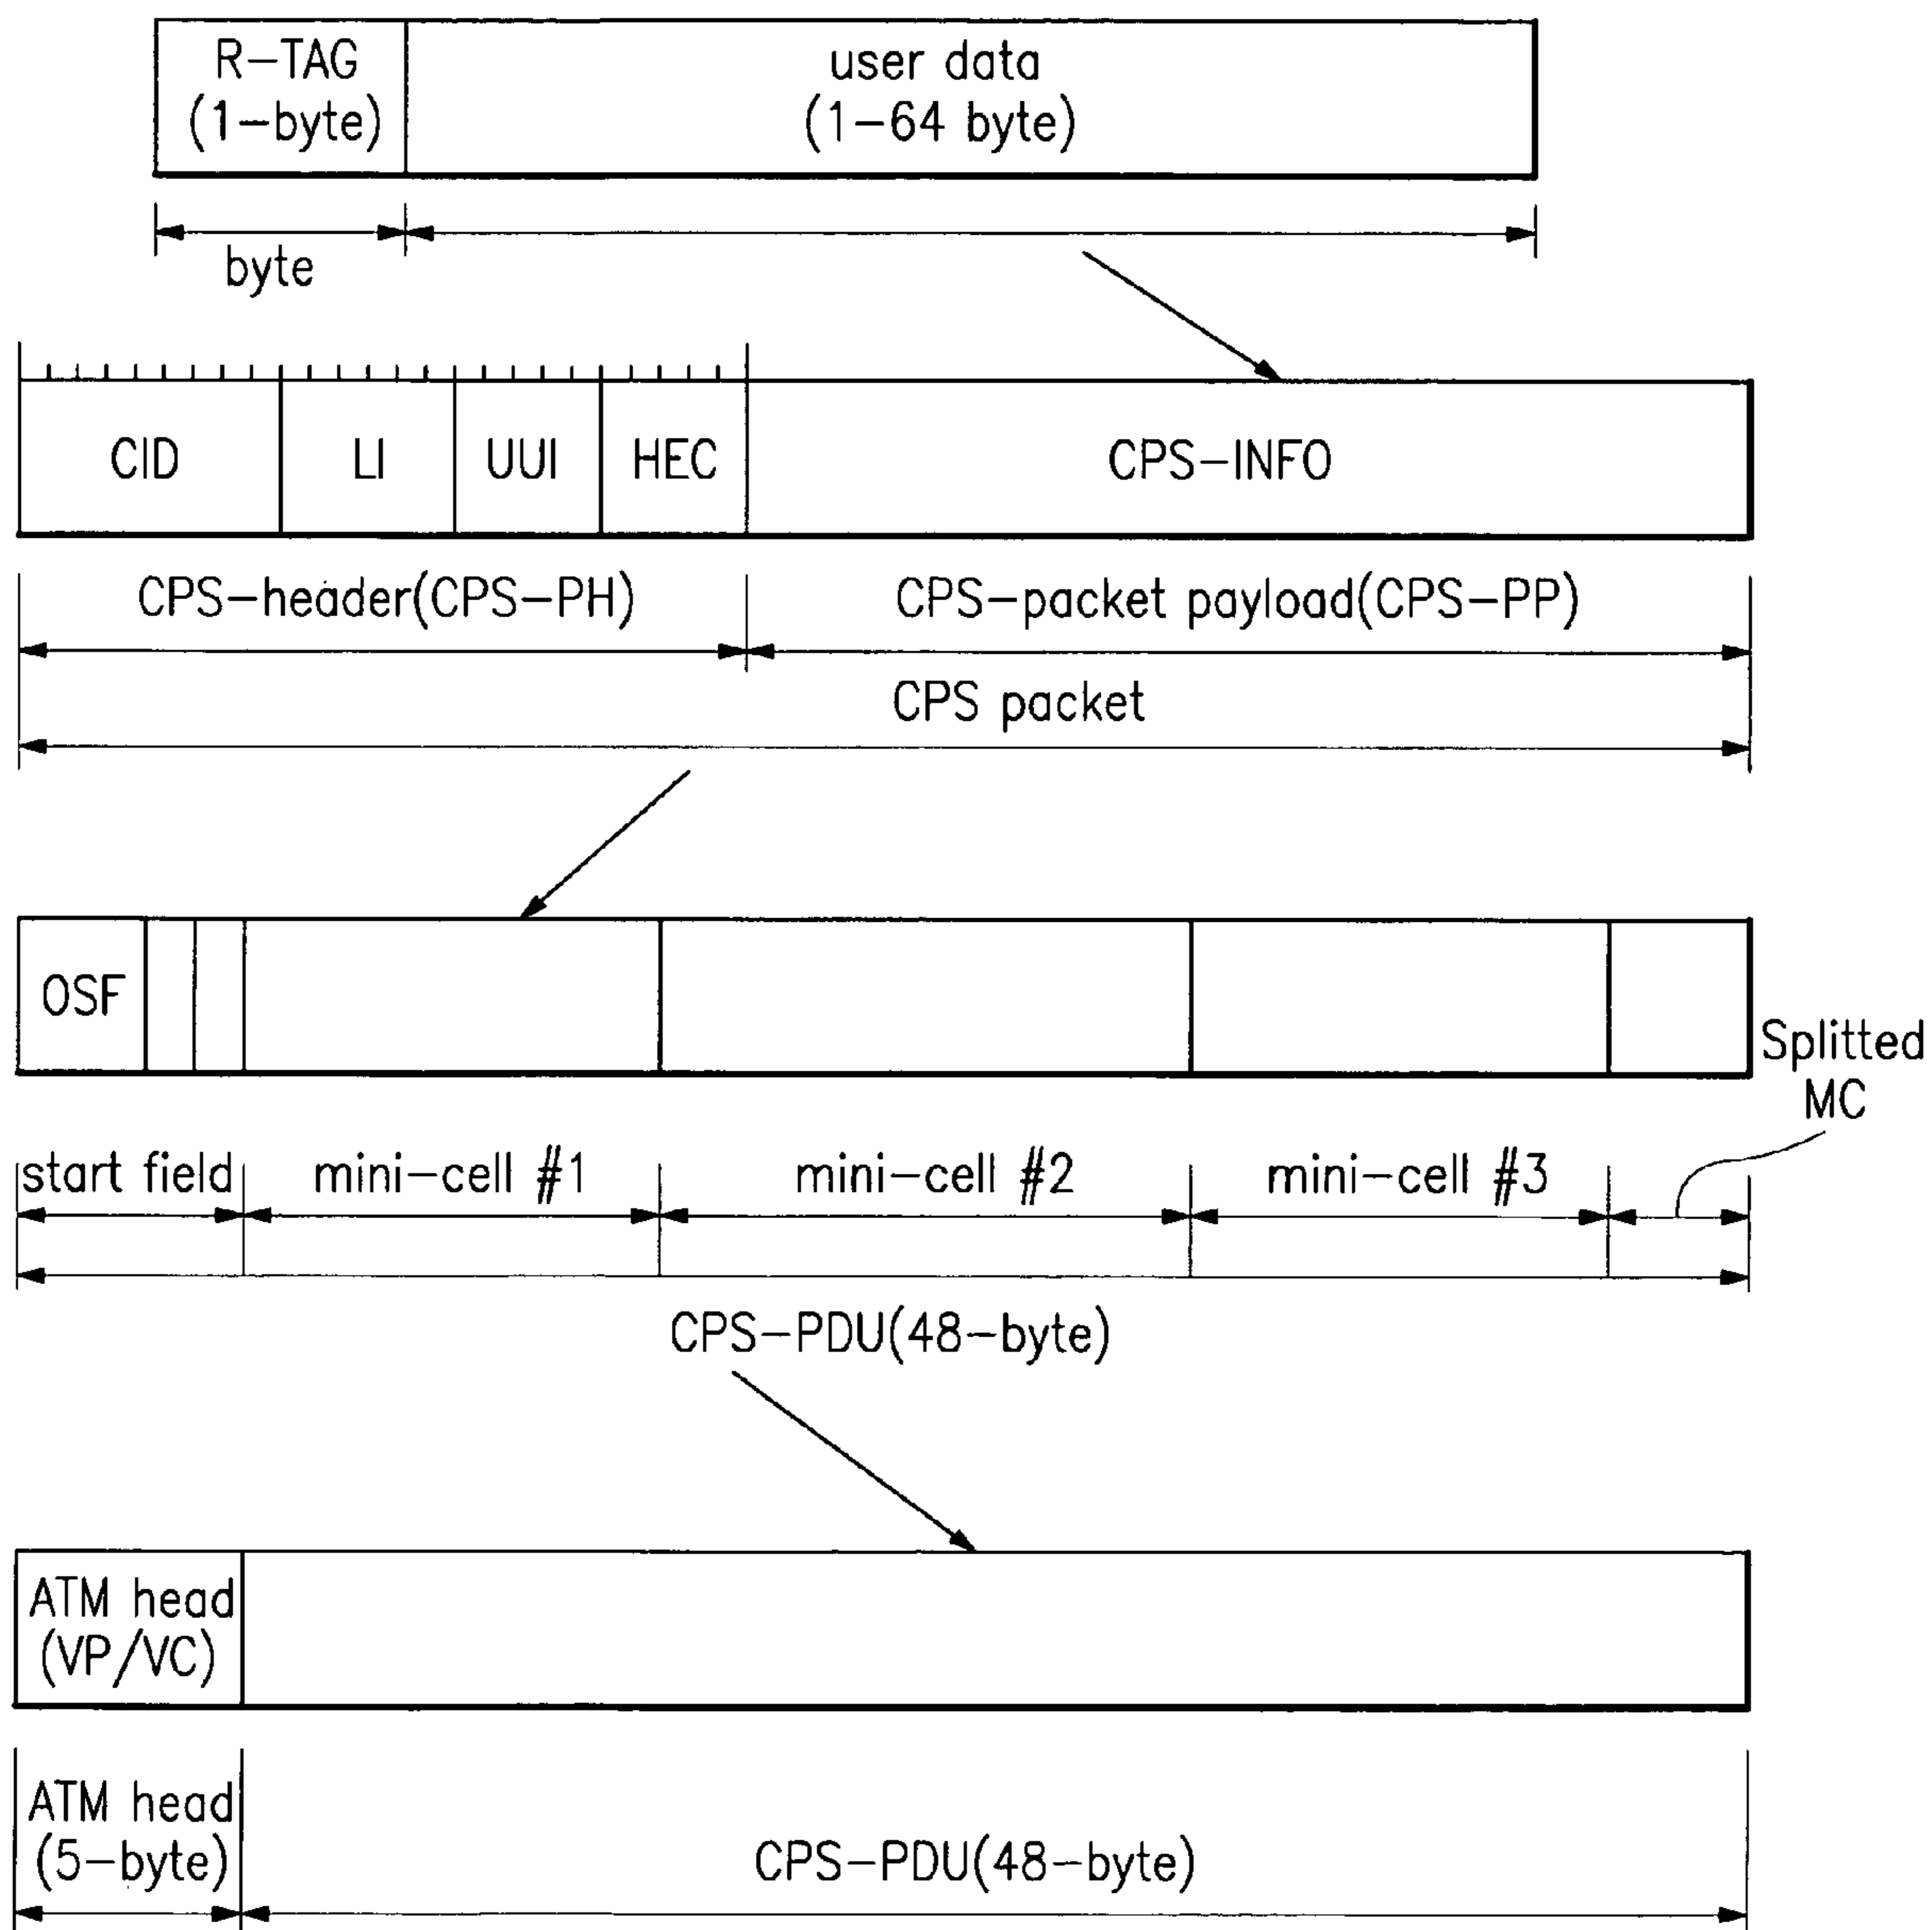 R-TAG
(1-byte)
user data
(1-64 byte)
byte
CID
LI
UUI
HEC
CPS-INFO
CPS-header(CPS-PH)
CPS-packet payload(CPS-PP)
CPS packet
OSF
Splitted
MC
start field
mini-cell #1
mini-cell #2
mini-cell #3
CPS-PDU(48-byte)
ATM head
(VP/VC)
ATM head
(5-byte)
CPS-PDU(48-byte)